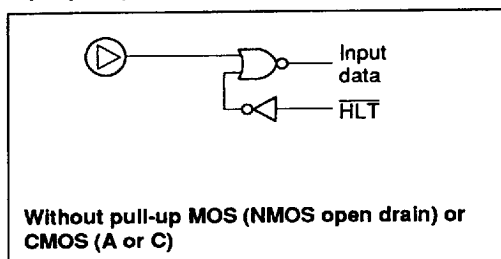 Input
data
HLT
Without pull-up MOS (NMOS open drain) or
CMOS (A or C)